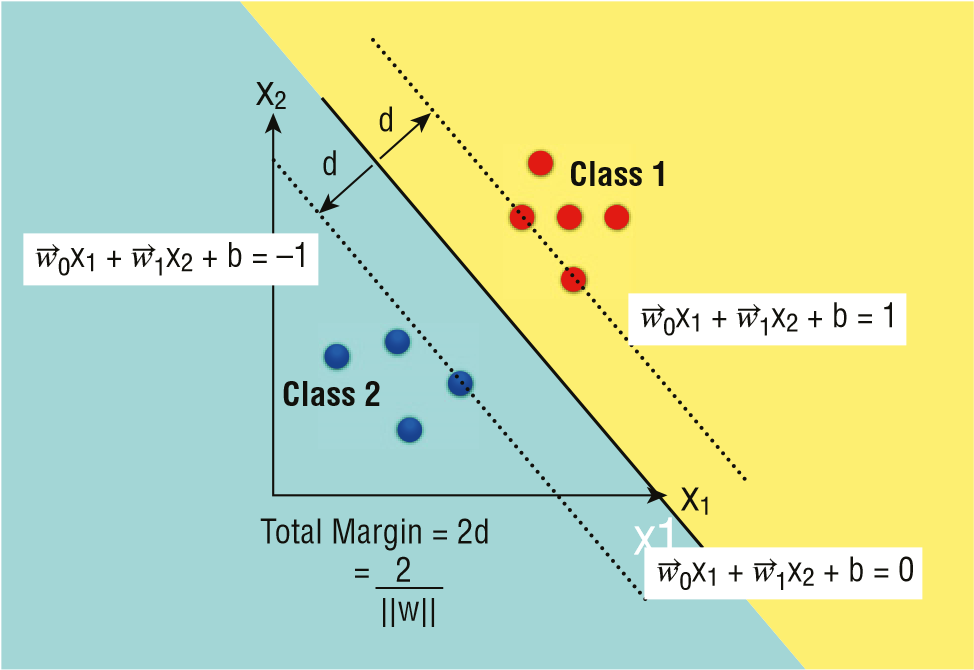 X₂
d
d
Class 1
w⃗₀x₁ + w⃗₁x₂ + b = –1
w⃗₀x₁ + w⃗₁x₂ + b = 1
Class 2
X₁
x1
Total Margin = 2d
= 2
||w||
w⃗₀x₁ + w⃗₁x₂ + b = 0